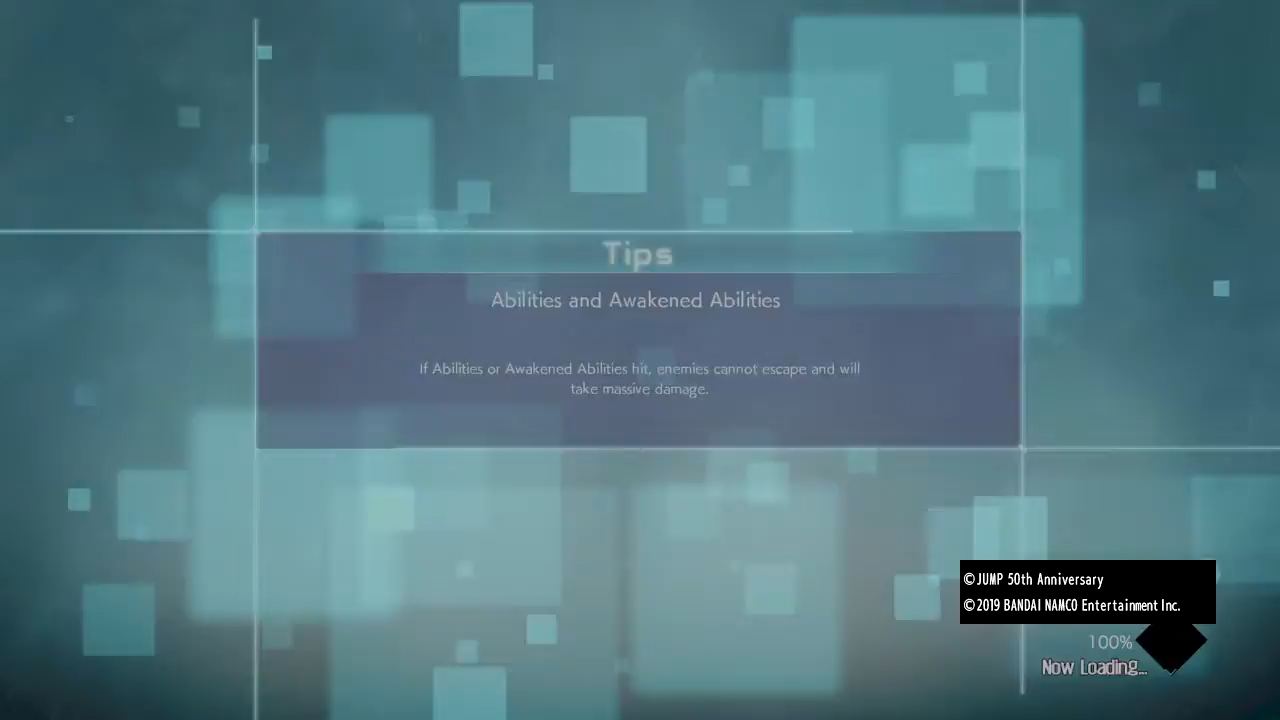 Tips
Abilities and Awakened Abilities
If Abilities or Awakened Abilities hit, enemies cannot escape and will
take massive damage.
©JUMP 50th Anniversary
©2019 BANDAI NAMCO Entertainment Inc.
100%
Now Loading...